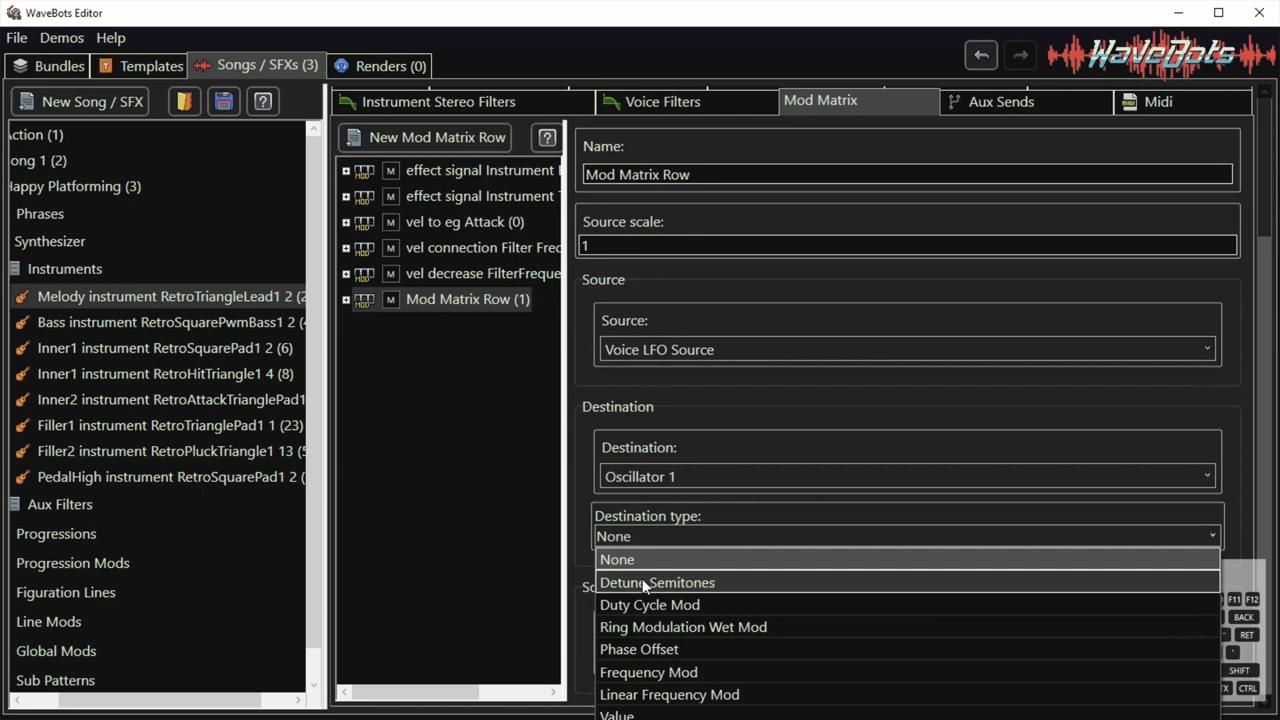 WaveBots Editor
File Demos Help
Bundles Templates Songs / SFXs (3) Renders (0)
WaveBots
New Song / SFX
Instrument Stereo Filters Voice Filters Mod Matrix Aux Sends Midi
New Mod Matrix Row
Action (1)
ong 1 (2)
Happy Platforming (3)
Phrases
Synthesizer
Instruments
Melody instrument RetroTriangleLead1 2 (2
Bass instrument RetroSquarePwmBass1 2 (
Inner1 instrument RetroSquarePad1 2 (6)
Inner1 instrument RetroHitTriangle1 4 (8)
Inner2 instrument RetroAttackTrianglePad1
Filler1 instrument RetroTrianglePad1 1 (23)
Filler2 instrument RetroPluckTriangle1 13 (5
PedalHigh instrument RetroSquarePad1 2 (
Aux Filters
Progressions
Progression Mods
Figuration Lines
Line Mods
Global Mods
Sub Patterns
M effect signal Instrument
M effect signal Instrument
M vel to eg Attack (0)
M vel connection Filter Fre
M vel decrease FilterFreque
M Mod Matrix Row (1)
Name:
Mod Matrix Row
Source scale:
1
Source
Source:
Voice LFO Source
Destination
Destination:
Oscillator 1
Destination type:
None
None
Detune Semitones
Duty Cycle Mod
Ring Modulation Wet Mod
Phase Offset
Frequency Mod
Linear Frequency Mod
Value
F11 F12
BACK
RET
SHIFT
CTRL